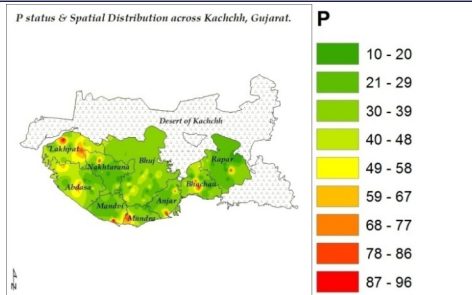 P status & Spatial Distribution across Kachchh, Gujarat.
Desert of Kachchh
Lakhpat
Nakhtarana
Bhuj
Rapar
Abdasa
Bhachau
Mandvi
Anjar
Mundra
N
P
10 - 20
21 - 29
30 - 39
40 - 48
49 - 58
59 - 67
68 - 77
78 - 86
87 - 96